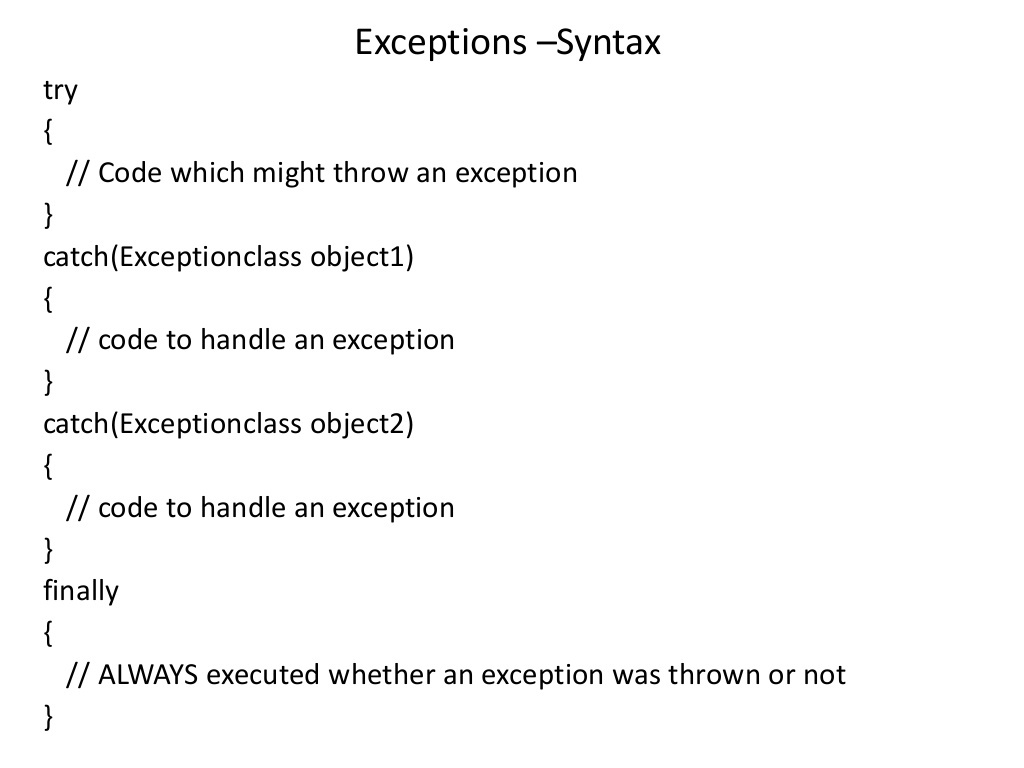 Exceptions –Syntax
try
{
// Code which might throw an exception
}
catch(Exceptionclass object1)
{
// code to handle an exception
}
catch(Exceptionclass object2)
{
// code to handle an exception
}
finally
{
// ALWAYS executed whether an exception was thrown or not
}